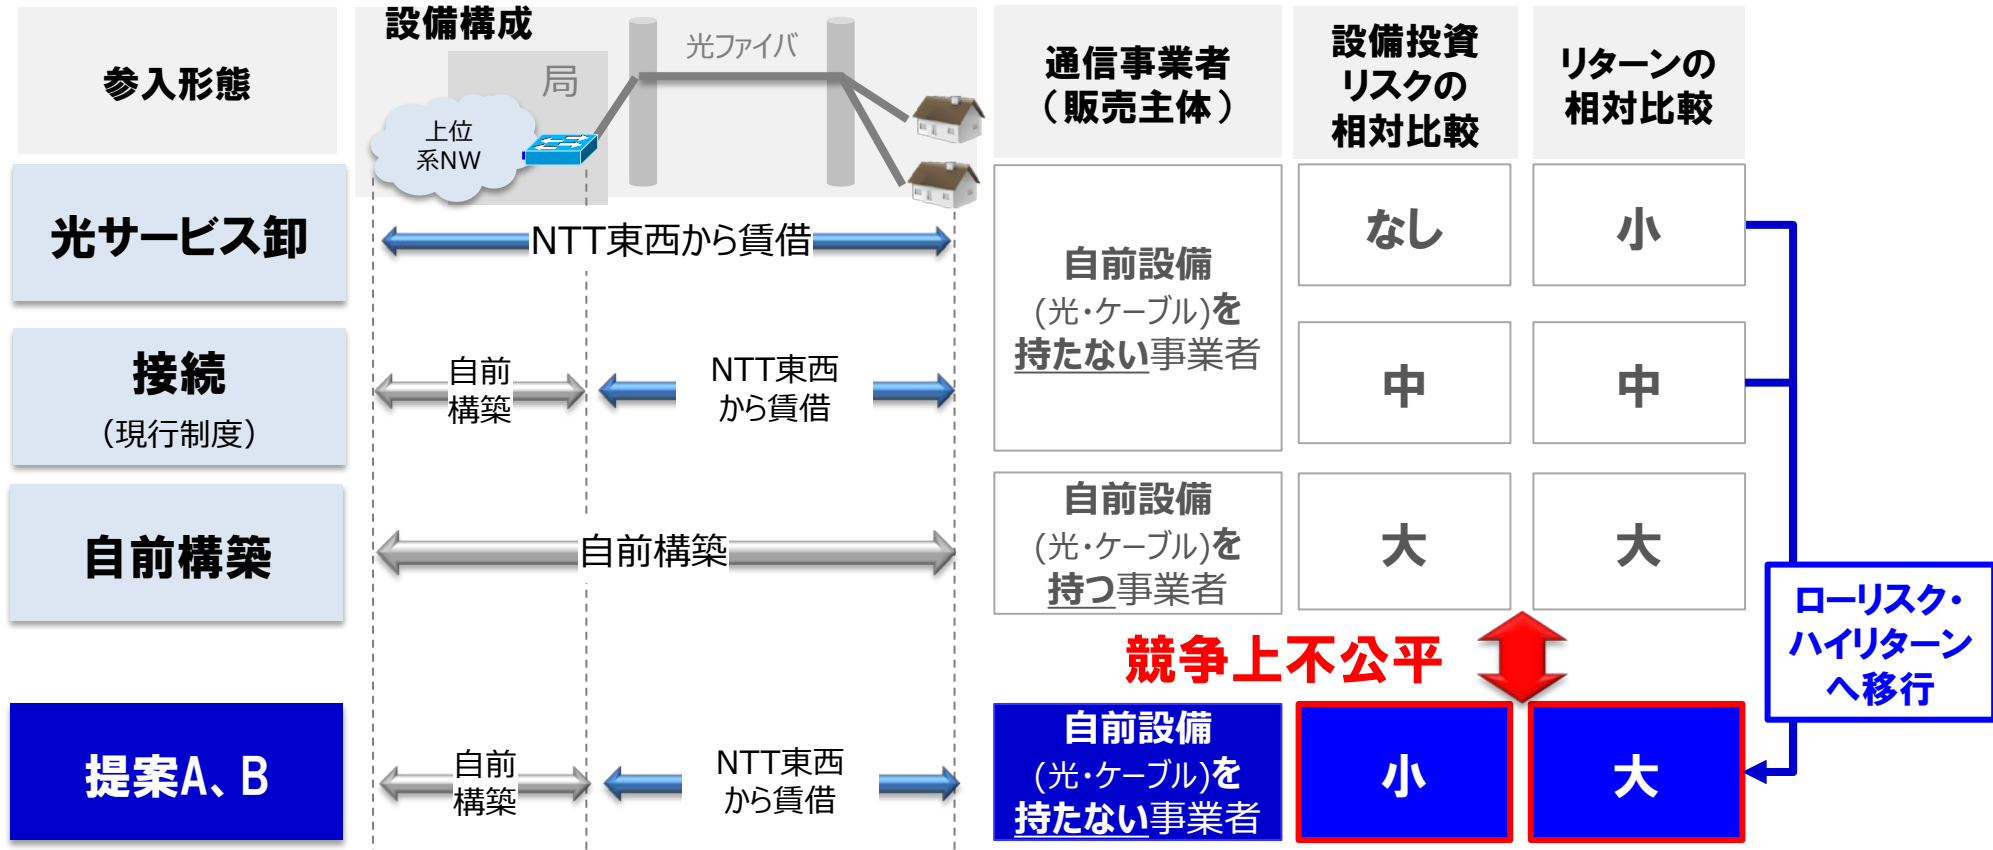 参入形態
設備構成
局
光ファイバ
上位
系NW
通信事業者
（販売主体）
設備投資
リスクの
相対比較
リターンの
相対比較
光サービス卸
NTT東西から賃借
自前設備
(光・ケーブル)を
持たない事業者
なし
小
接続
（現行制度）
自前
構築
NTT東西
から賃借
中
中
自前構築
自前構築
自前設備
(光・ケーブル)を
持つ事業者
大
大
ローリスク・
ハイリターン
へ移行
競争上不公平
提案A、B
自前
構築
NTT東西
から賃借
自前設備
(光・ケーブル)を
持たない事業者
小
大